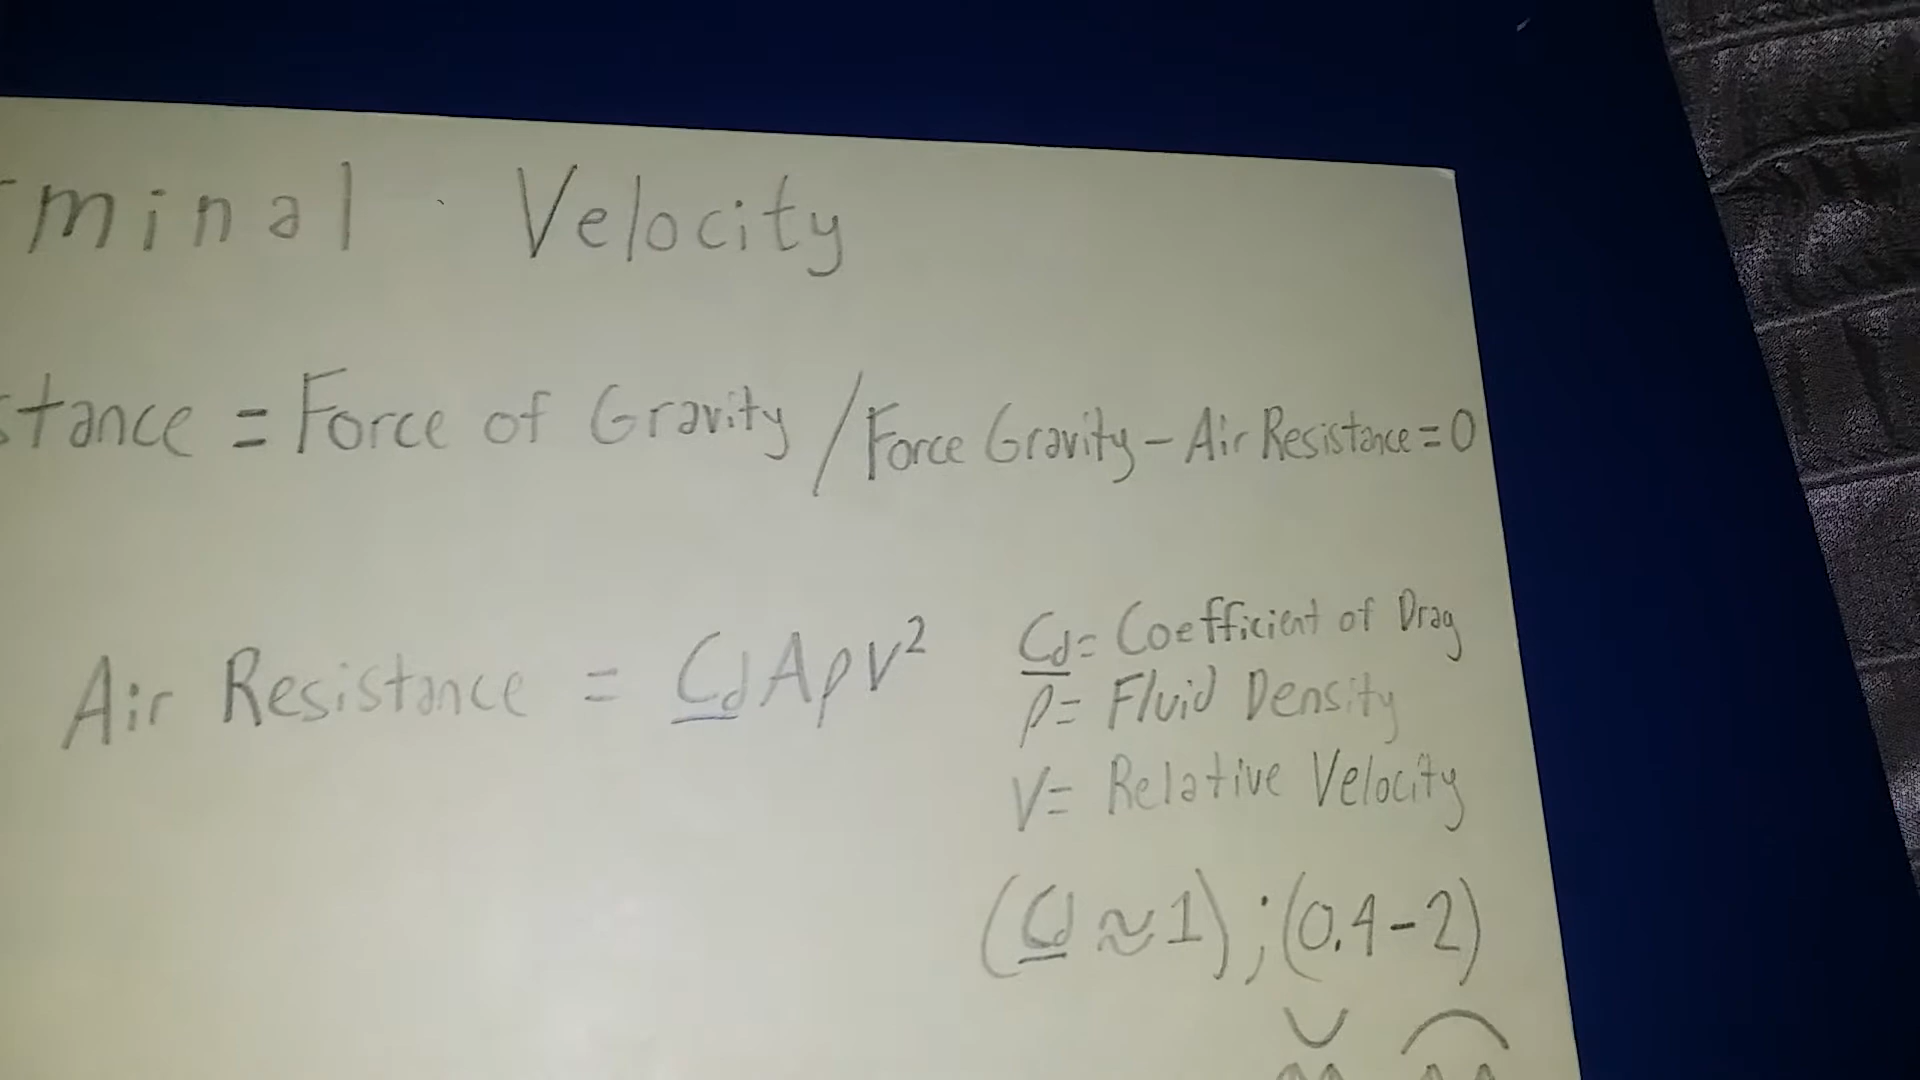 minal Velocity
stance = Force of Gravity / Force Gravity - Air Resistance = 0
Air Resistance = CdApv²
Cd = Coefficient of Drag
ρ = Fluid Density
V = Relative Velocity
(Cd ≈ 1) ; (0.4 - 2)